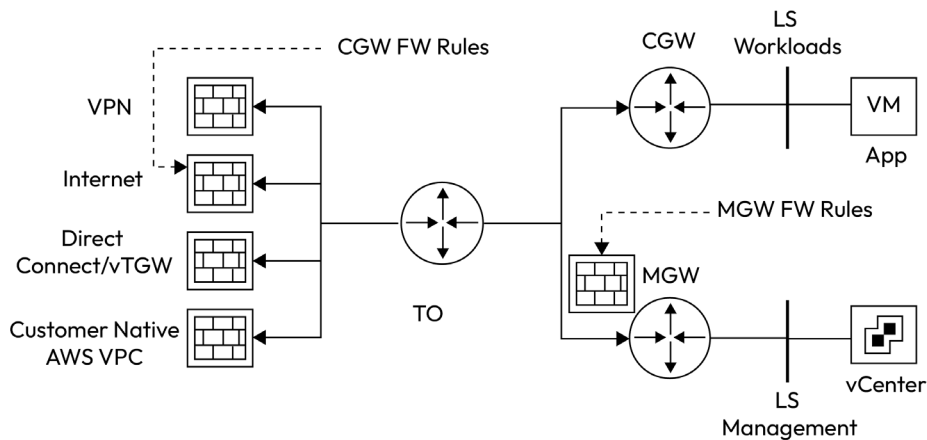 CGW FW Rules
VPN
Internet
Direct
Connect/vTGW
Customer Native
AWS VPC
TO
CGW
LS
Workloads
VM
App
MGW FW Rules
MGW
vCenter
LS
Management